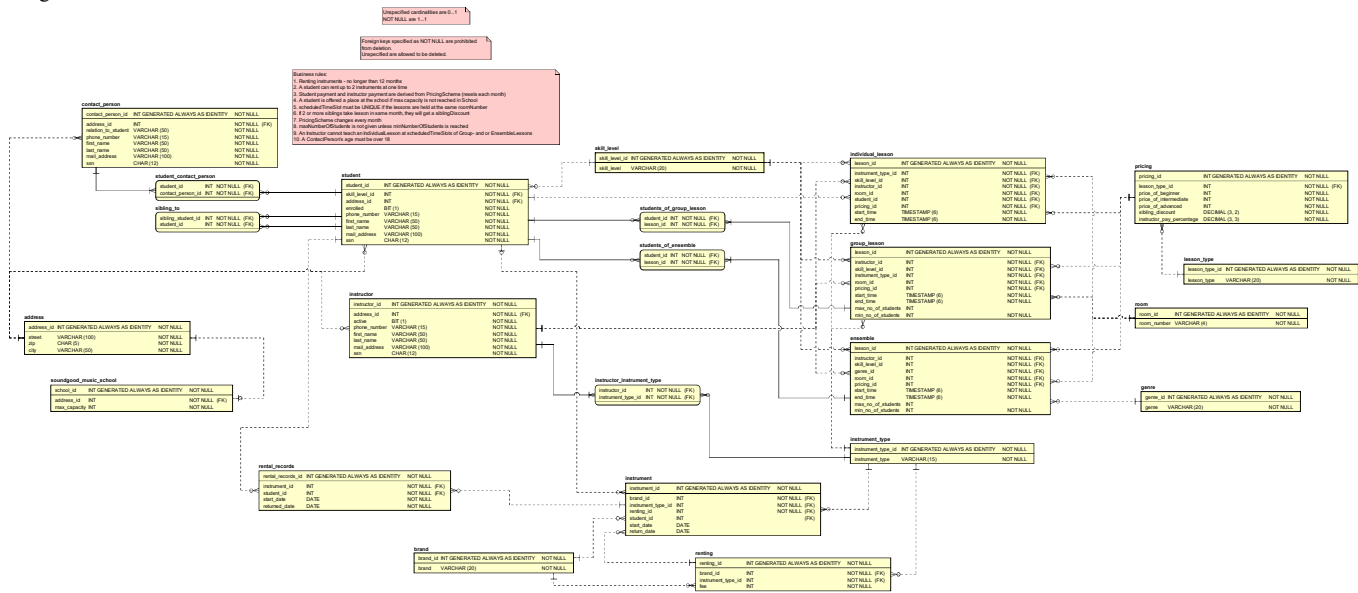 Unspecified cardinalities are 0...1
NOT NULL are 1...1
Foreign keys specified as NOT NULL are prohibited
from deletion.
Unspecified are allowed to be deleted.
Business rules:
1. Renting instruments - no longer than 12 months
2. A student can rent up to 2 instruments at one time
3. Student payment and instructor payment are derived from PricingScheme (resets each month)
4. A student is offered a place at the school if max capacity is not reached in School
5. scheduledTimeSlot must be UNIQUE if the lessons are held at the same roomNumber
6. If 2 or more siblings take lesson in same month, they will get a siblingDiscount
7. PricingScheme changes every month
8. maxNumberOfStudents is not given unless minNumberOfStudents is reached
9. An Instructor cannot teach an IndividualLesson at scheduledTimeSlots of Group- and or EnsembleLessons
10. A ContactPerson's age must be over 18
contact_person
contact_person_id INT GENERATED ALWAYS AS IDENTITY NOT NULL
address_id INT NOT NULL (FK)
relation_to_student VARCHAR (50) NOT NULL
phone_number VARCHAR (15) NOT NULL
first_name VARCHAR (50) NOT NULL
last_name VARCHAR (50) NOT NULL
mail_address VARCHAR (100) NOT NULL
ssn CHAR (12) NOT NULL
student_contact_person
student_id INT NOT NULL (FK)
contact_person_id INT NOT NULL (FK)
sibling_to
sibling_student_id INT NOT NULL (FK)
student_id INT NOT NULL (FK)
student
student_id INT GENERATED ALWAYS AS IDENTITY NOT NULL
skill_level_id INT NOT NULL (FK)
address_id INT NOT NULL (FK)
enrolled BIT (1) NOT NULL
phone_number VARCHAR (15) NOT NULL
first_name VARCHAR (50) NOT NULL
last_name VARCHAR (50) NOT NULL
mail_address VARCHAR (100) NOT NULL
ssn CHAR (12) NOT NULL
skill_level
skill_level_id INT GENERATED ALWAYS AS IDENTITY NOT NULL
skill_level VARCHAR (20) NOT NULL
students_of_group_lesson
student_id INT NOT NULL (FK)
lesson_id INT NOT NULL (FK)
students_of_ensemble
student_id INT NOT NULL (FK)
lesson_id INT NOT NULL (FK)
individual_lesson
lesson_id INT GENERATED ALWAYS AS IDENTITY NOT NULL
instrument_type_id INT NOT NULL (FK)
skill_level_id INT NOT NULL (FK)
instructor_id INT NOT NULL (FK)
room_id INT NOT NULL (FK)
student_id INT NOT NULL (FK)
pricing_id INT NOT NULL (FK)
start_time TIMESTAMP (6) NOT NULL
end_time TIMESTAMP (6) NOT NULL
pricing
pricing_id INT GENERATED ALWAYS AS IDENTITY NOT NULL
lesson_type_id INT NOT NULL (FK)
price_of_beginner INT NOT NULL
price_of_intermediate INT NOT NULL
price_of_advanced INT NOT NULL
sibling_discount DECIMAL (3, 2) NOT NULL
instructor_pay_percentage DECIMAL (3, 3) NOT NULL
group_lesson
lesson_id INT GENERATED ALWAYS AS IDENTITY NOT NULL
instructor_id INT NOT NULL (FK)
skill_level_id INT NOT NULL (FK)
instrument_type_id INT NOT NULL (FK)
room_id INT NOT NULL (FK)
pricing_id INT NOT NULL (FK)
start_time TIMESTAMP (6) NOT NULL
end_time TIMESTAMP (6) NOT NULL
max_no_of_students INT
min_no_of_students INT NOT NULL
lesson_type
lesson_type_id INT GENERATED ALWAYS AS IDENTITY NOT NULL
lesson_type VARCHAR (20) NOT NULL
room
room_id INT GENERATED ALWAYS AS IDENTITY NOT NULL
room_number VARCHAR (4) NOT NULL
instructor
instructor_id INT GENERATED ALWAYS AS IDENTITY NOT NULL
address_id INT NOT NULL (FK)
active BIT (1) NOT NULL
phone_number VARCHAR (15) NOT NULL
first_name VARCHAR (50) NOT NULL
last_name VARCHAR (50) NOT NULL
mail_address VARCHAR (100) NOT NULL
ssn CHAR (12) NOT NULL
address
address_id INT GENERATED ALWAYS AS IDENTITY NOT NULL
street VARCHAR (100) NOT NULL
zip CHAR (5) NOT NULL
city VARCHAR (50) NOT NULL
soundgood_music_school
school_id INT GENERATED ALWAYS AS IDENTITY NOT NULL
address_id INT NOT NULL (FK)
max_capacity INT NOT NULL
ensemble
lesson_id INT GENERATED ALWAYS AS IDENTITY NOT NULL
instructor_id INT NOT NULL (FK)
skill_level_id INT NOT NULL (FK)
genre_id INT NOT NULL (FK)
room_id INT NOT NULL (FK)
pricing_id INT NOT NULL (FK)
start_time TIMESTAMP (6) NOT NULL
end_time TIMESTAMP (6) NOT NULL
max_no_of_students INT
min_no_of_students INT NOT NULL
instructor_instrument_type
instructor_id INT NOT NULL (FK)
instrument_type_id INT NOT NULL (FK)
genre
genre_id INT GENERATED ALWAYS AS IDENTITY NOT NULL
genre VARCHAR (20) NOT NULL
instrument_type
instrument_type_id INT GENERATED ALWAYS AS IDENTITY NOT NULL
instrument_type VARCHAR (15) NOT NULL
rental_records
rental_records_id INT GENERATED ALWAYS AS IDENTITY NOT NULL
instrument_id INT NOT NULL (FK)
student_id INT NOT NULL (FK)
start_date DATE NOT NULL
returned_date DATE NOT NULL
instrument
instrument_id INT GENERATED ALWAYS AS IDENTITY NOT NULL
brand_id INT NOT NULL (FK)
instrument_type_id INT NOT NULL (FK)
renting_id INT NOT NULL (FK)
student_id INT (FK)
start_date DATE
return_date DATE
brand
brand_id INT GENERATED ALWAYS AS IDENTITY NOT NULL
brand VARCHAR (20) NOT NULL
renting
renting_id INT GENERATED ALWAYS AS IDENTITY NOT NULL
brand_id INT NOT NULL (FK)
instrument_type_id INT NOT NULL (FK)
fee INT NOT NULL